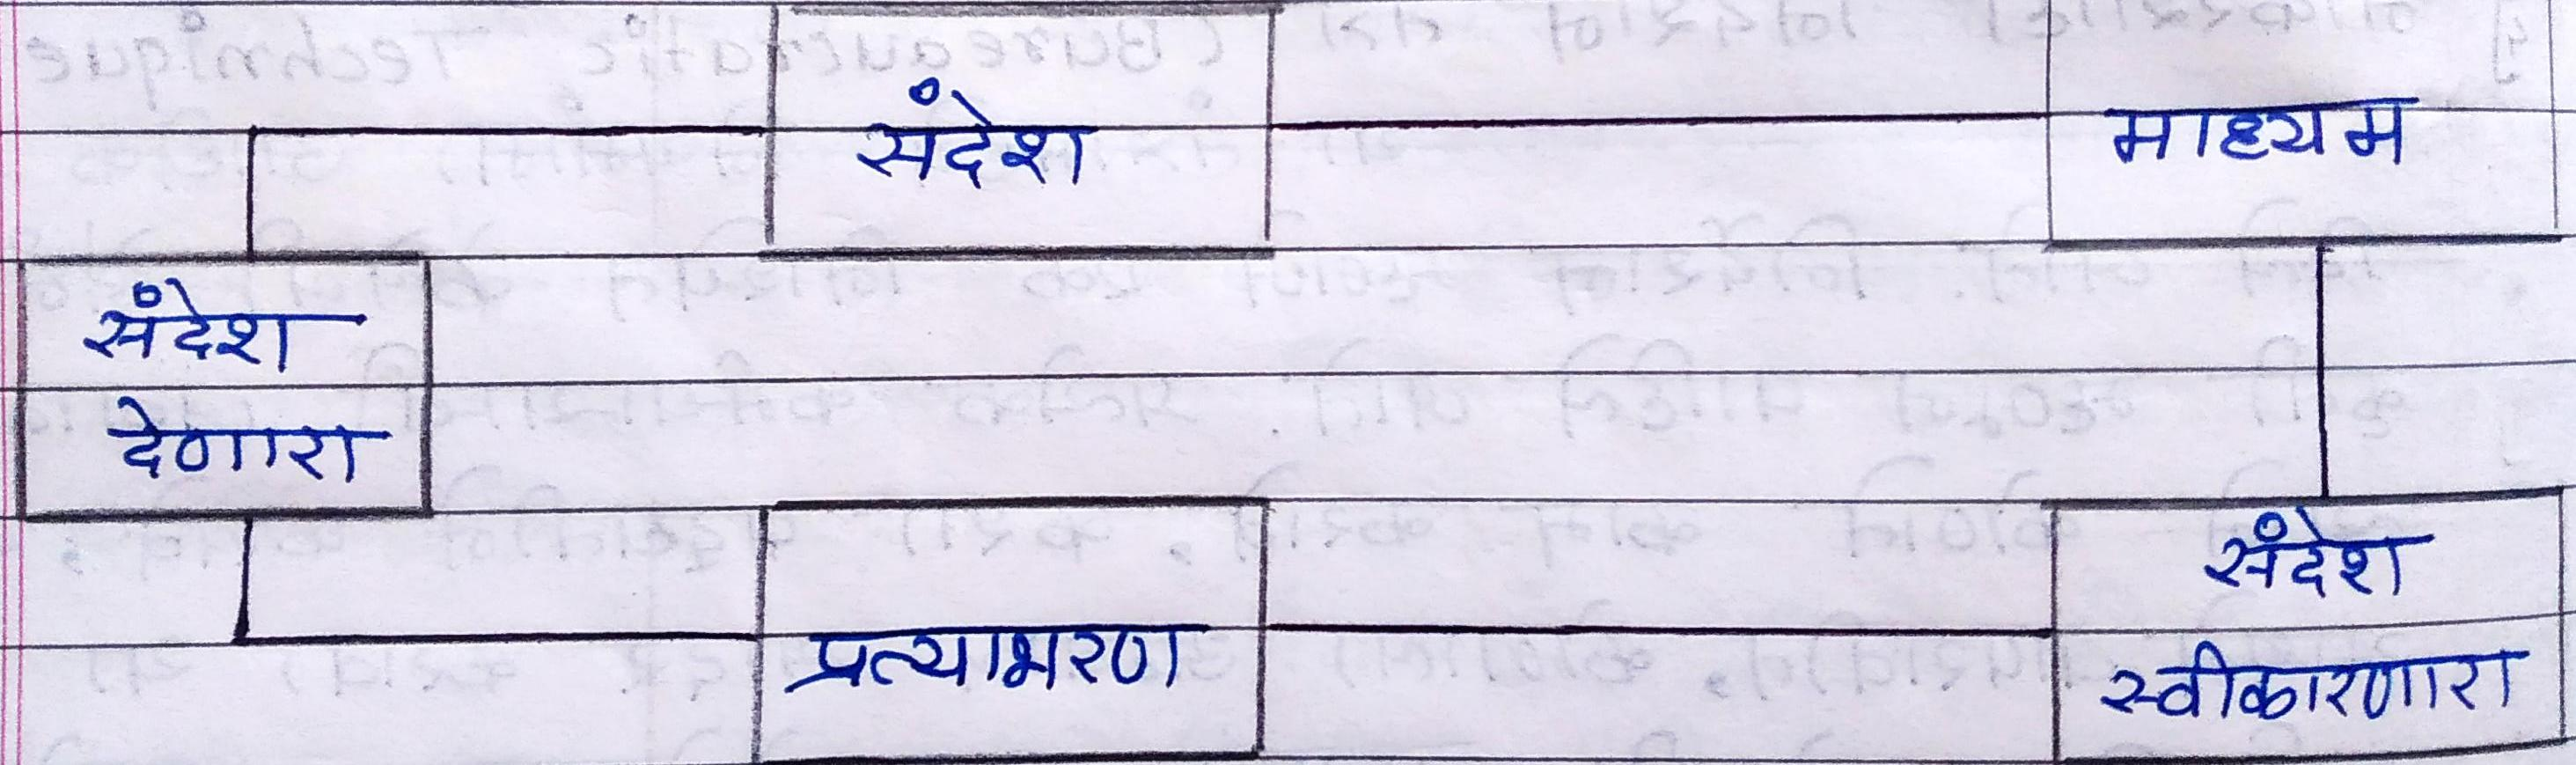 संदेश
माध्यम
संदेश
देणारा
प्रत्याभरण
संदेश
स्वीकारणारा